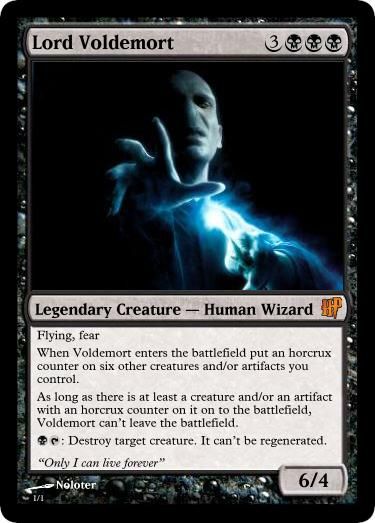 Lord Voldemort 3
Legendary Creature — Human Wizard HP
Flying, fear
When Voldemort enters the battlefield put an horcrux
counter on six other creatures and/or artifacts you
control.
As long as there is at least a creature and/or an artifact
with an horcrux counter on it on to the battlefield,
Voldemort can't leave the battlefield.
: Destroy target creature. It can't be regenerated.
“Only I can live forever”
6/4
Noloter
1/1